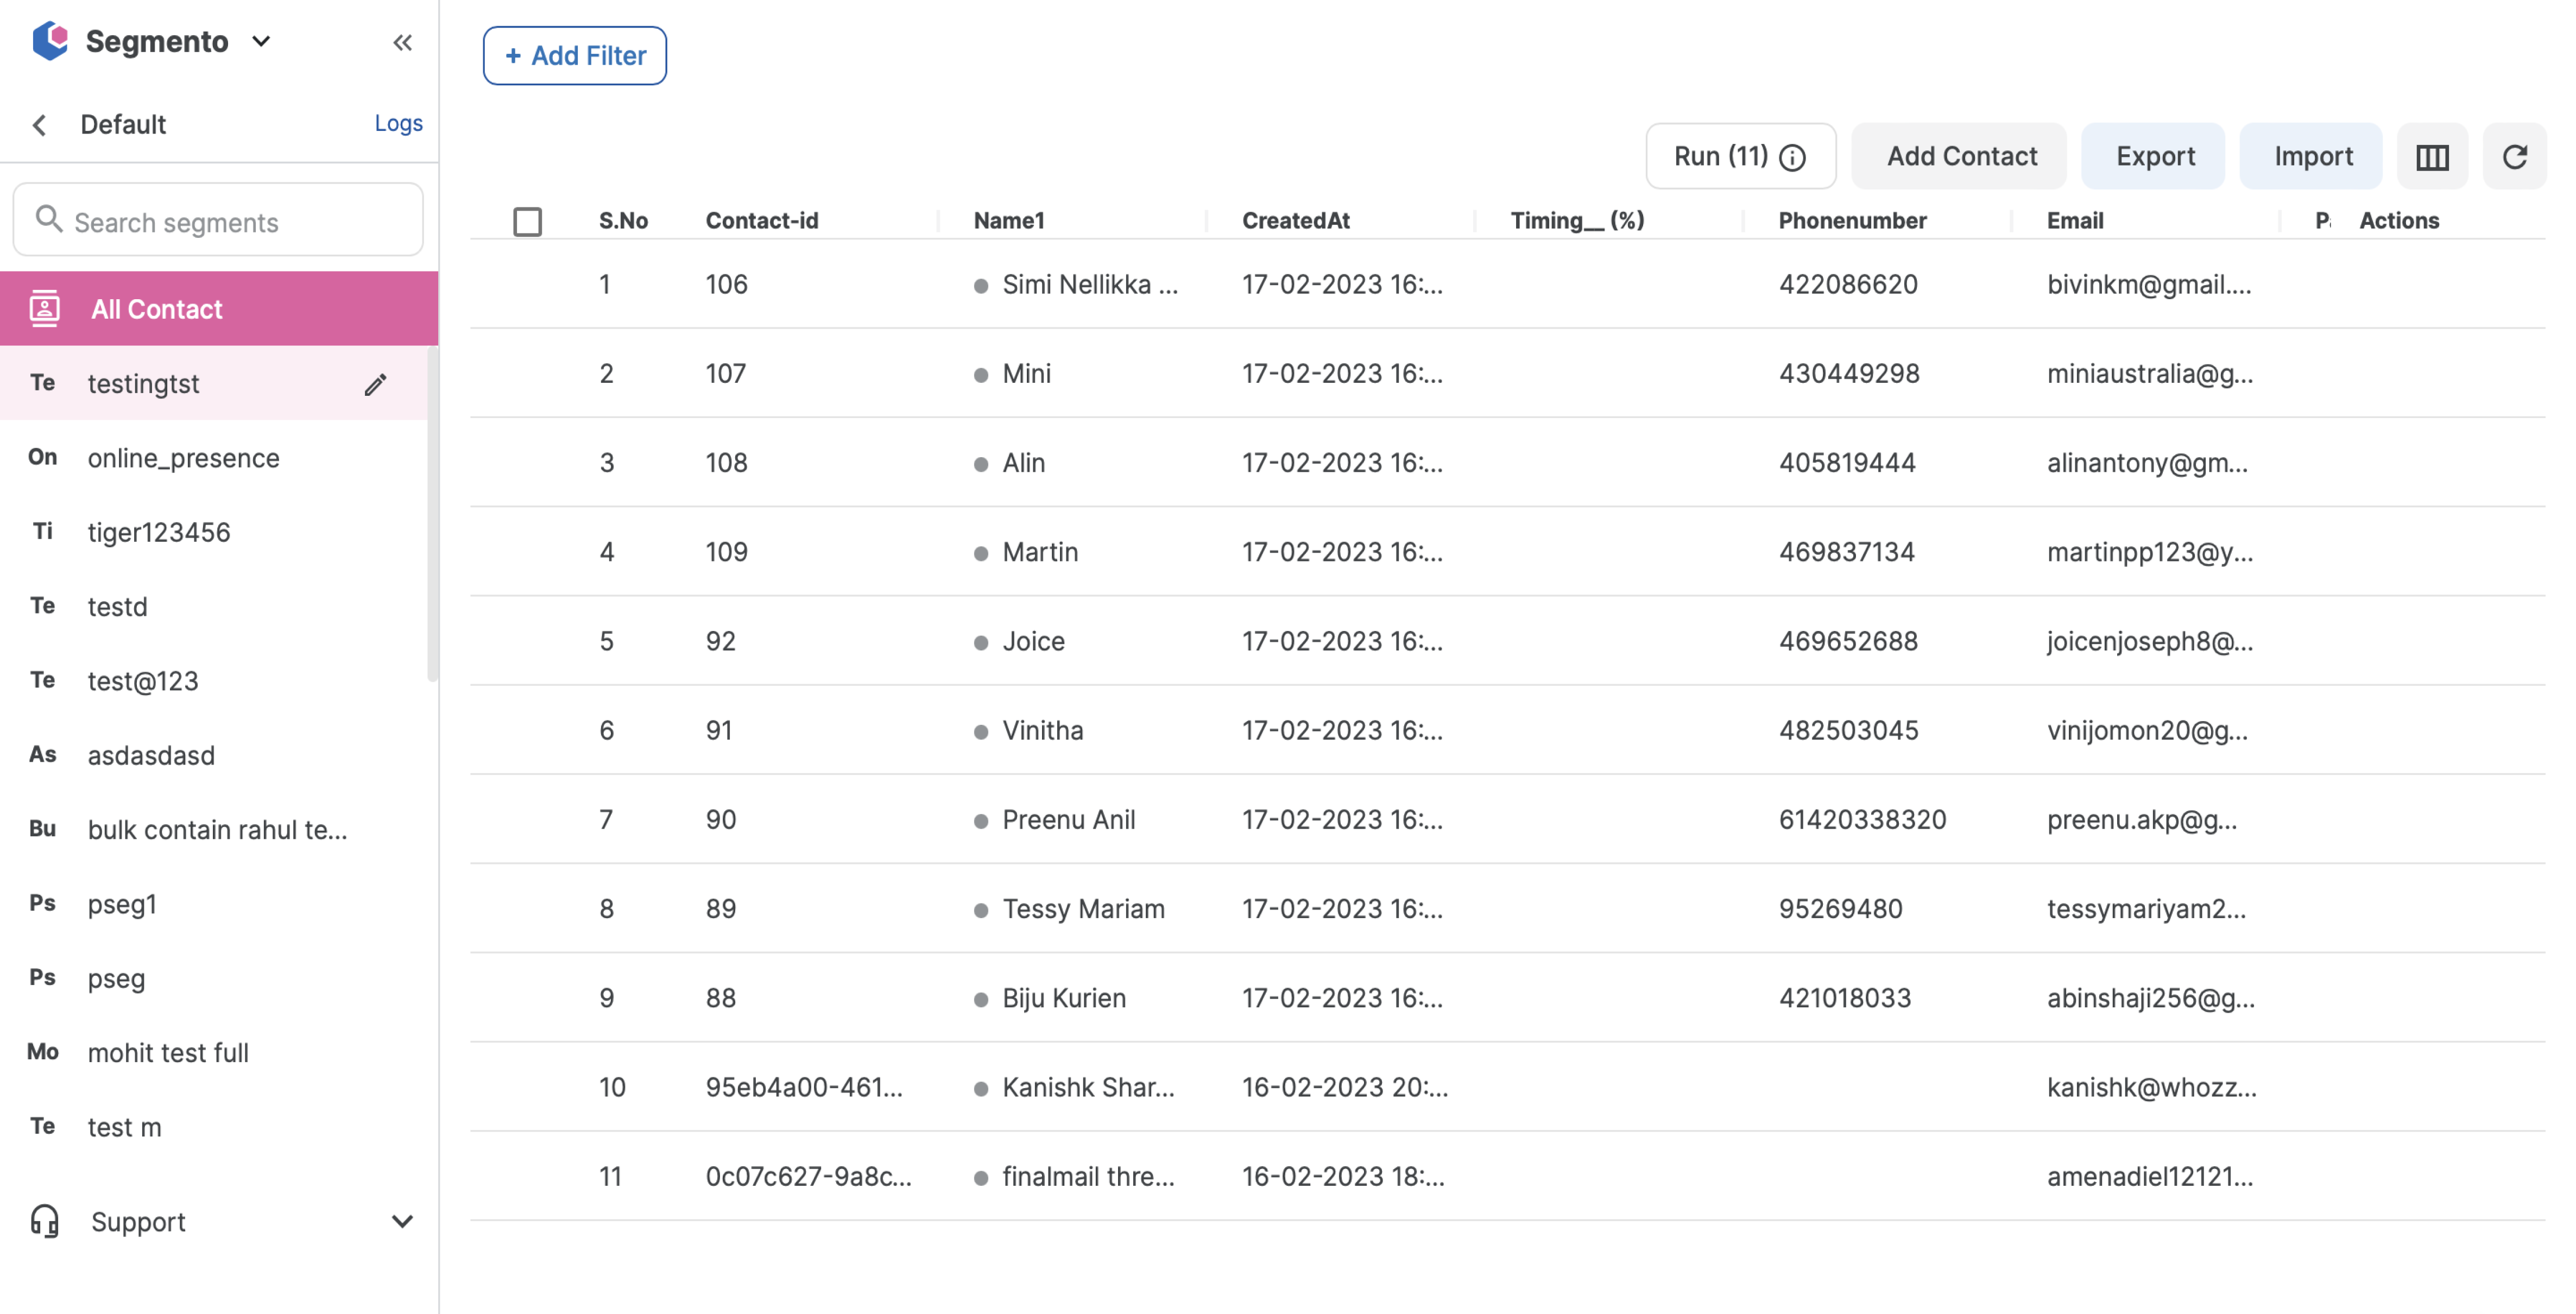 Segmento
Default Logs
Search segments
All Contact
Te testingtst
On online_presence
Ti tiger123456
Te testd
Te test@123
As asdasdasd
Bu bulk contain rahul te...
Ps pseg1
Ps pseg
Mo mohit test full
Te test m
Support
+ Add Filter
Run (11) Add Contact Export Import
S.No Contact-id Name1 CreatedAt Timing__ (%) Phonenumber Email Actions
1 106 Simi Nellikka ... 17-02-2023 16:... 422086620 bivinkm@gmail....
2 107 Mini 17-02-2023 16:... 430449298 miniaustralia@g...
3 108 Alin 17-02-2023 16:... 405819444 alinantony@gm...
4 109 Martin 17-02-2023 16:... 469837134 martinpp123@y...
5 92 Joice 17-02-2023 16:... 469652688 joicenjoseph8@...
6 91 Vinitha 17-02-2023 16:... 482503045 vinijomon20@g...
7 90 Preenu Anil 17-02-2023 16:... 61420338320 preenu.akp@g...
8 89 Tessy Mariam 17-02-2023 16:... 95269480 tessymariyam2...
9 88 Biju Kurien 17-02-2023 16:... 421018033 abinshaji256@g...
10 95eb4a00-461... Kanishk Shar... 16-02-2023 20:... kanishk@whozz...
11 0c07c627-9a8c... finalmail thre... 16-02-2023 18:... amenadiel12121...